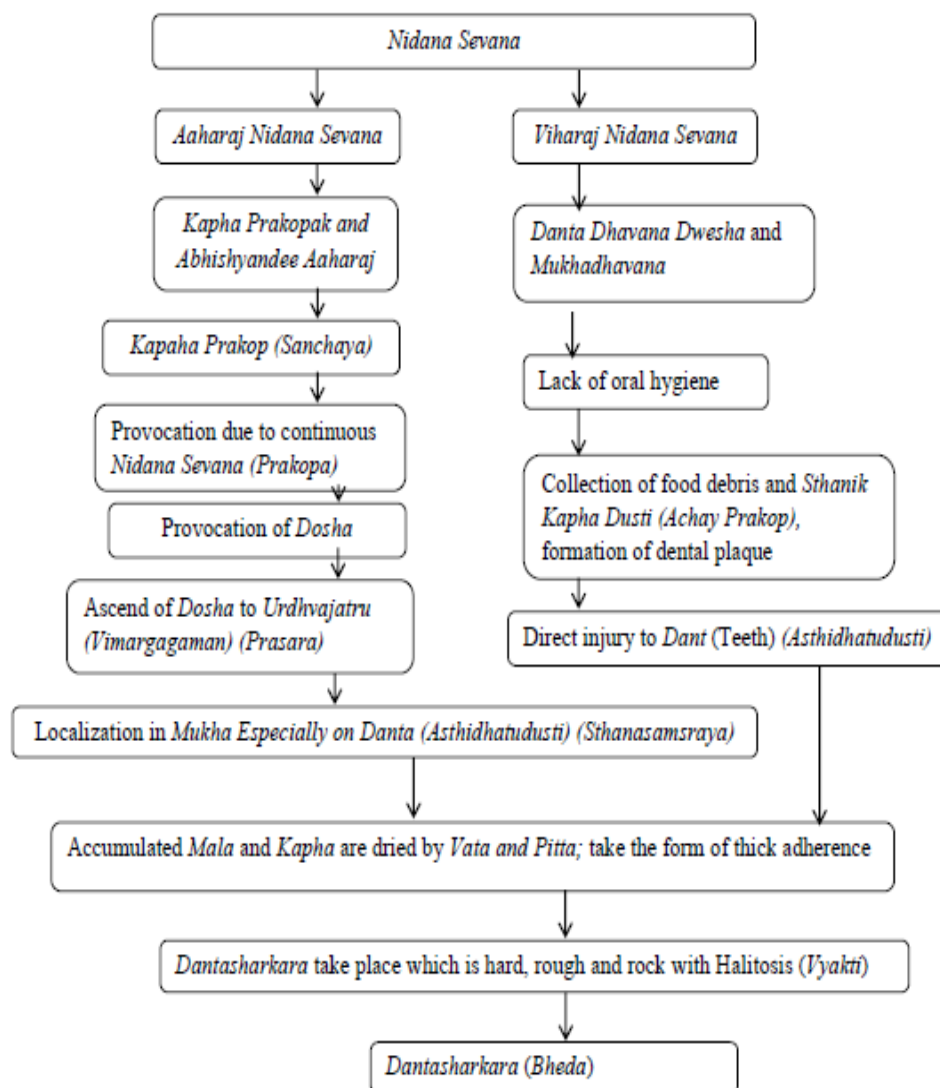 Nidana Sevana
Aaharaj Nidana Sevana
Viharaj Nidana Sevana
Kapha Prakopak and
Abhishyandee Aaharaj
Danta Dhavana Dwesha and
Mukhadhavana
Kapaha Prakop (Sanchaya)
Lack of oral hygiene
Provocation due to continuous
Nidana Sevana (Prakopa)
Collection of food debris and Sthanik
Kapha Dusti (Achay Prakop),
formation of dental plaque
Provocation of Dosha
Ascend of Dosha to Urdhvajatru
(Vimargagaman) (Prasara)
Direct injury to Dant (Teeth) (Asthidhatudusti)
Localization in Mukha Especially on Danta (Asthidhatudusti) (Sthanasamsraya)
Accumulated Mala and Kapha are dried by Vata and Pitta; take the form of thick adherence
Dantasharkara take place which is hard, rough and rock with Halitosis (Vyakti)
Dantasharkara (Bheda)